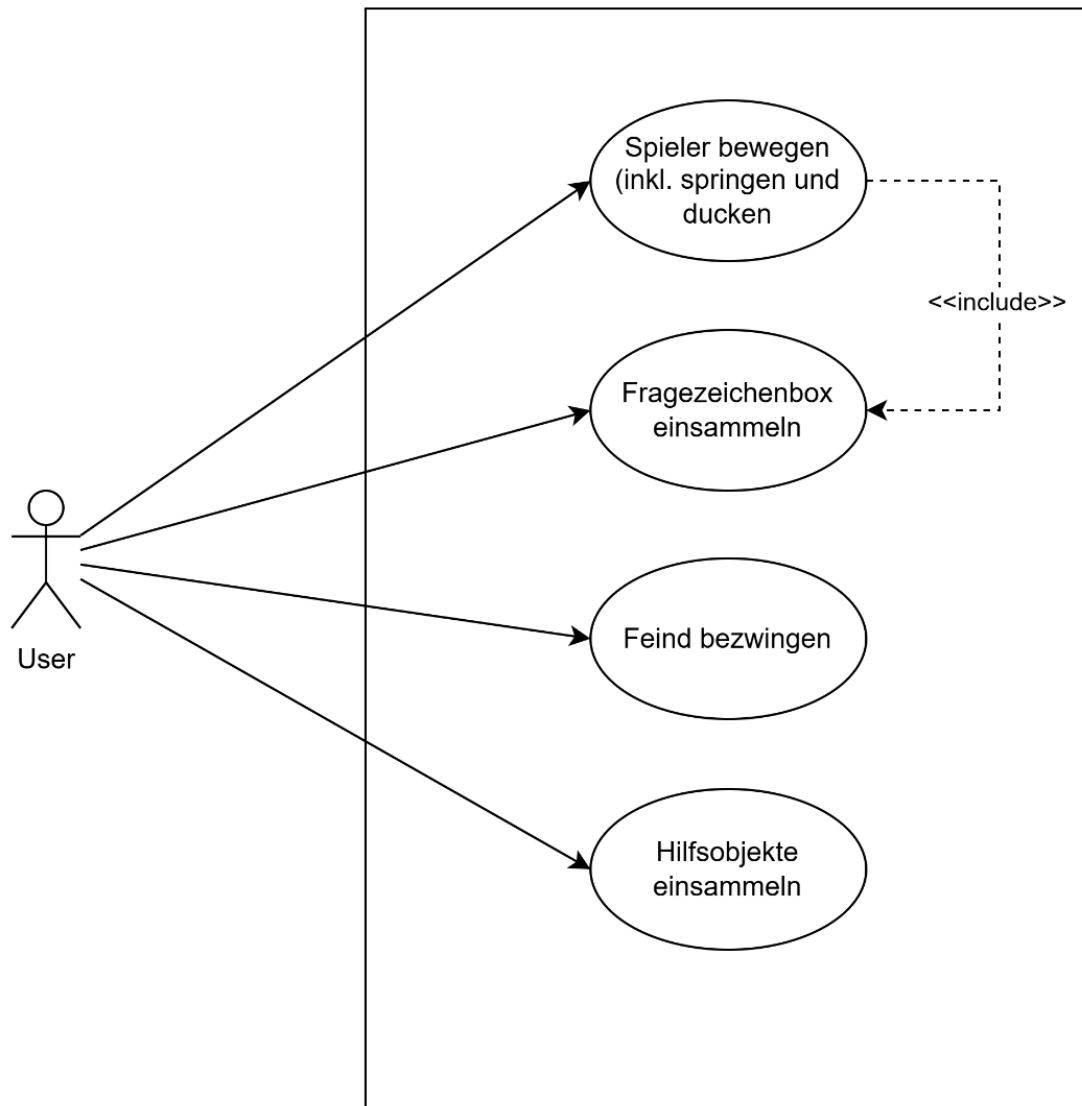 Spieler bewegen
(inkl. springen und
ducken
<<include>>
Fragezeichenbox
einsammeln
Feind bezwingen
User
Hilfsobjekte
einsammeln